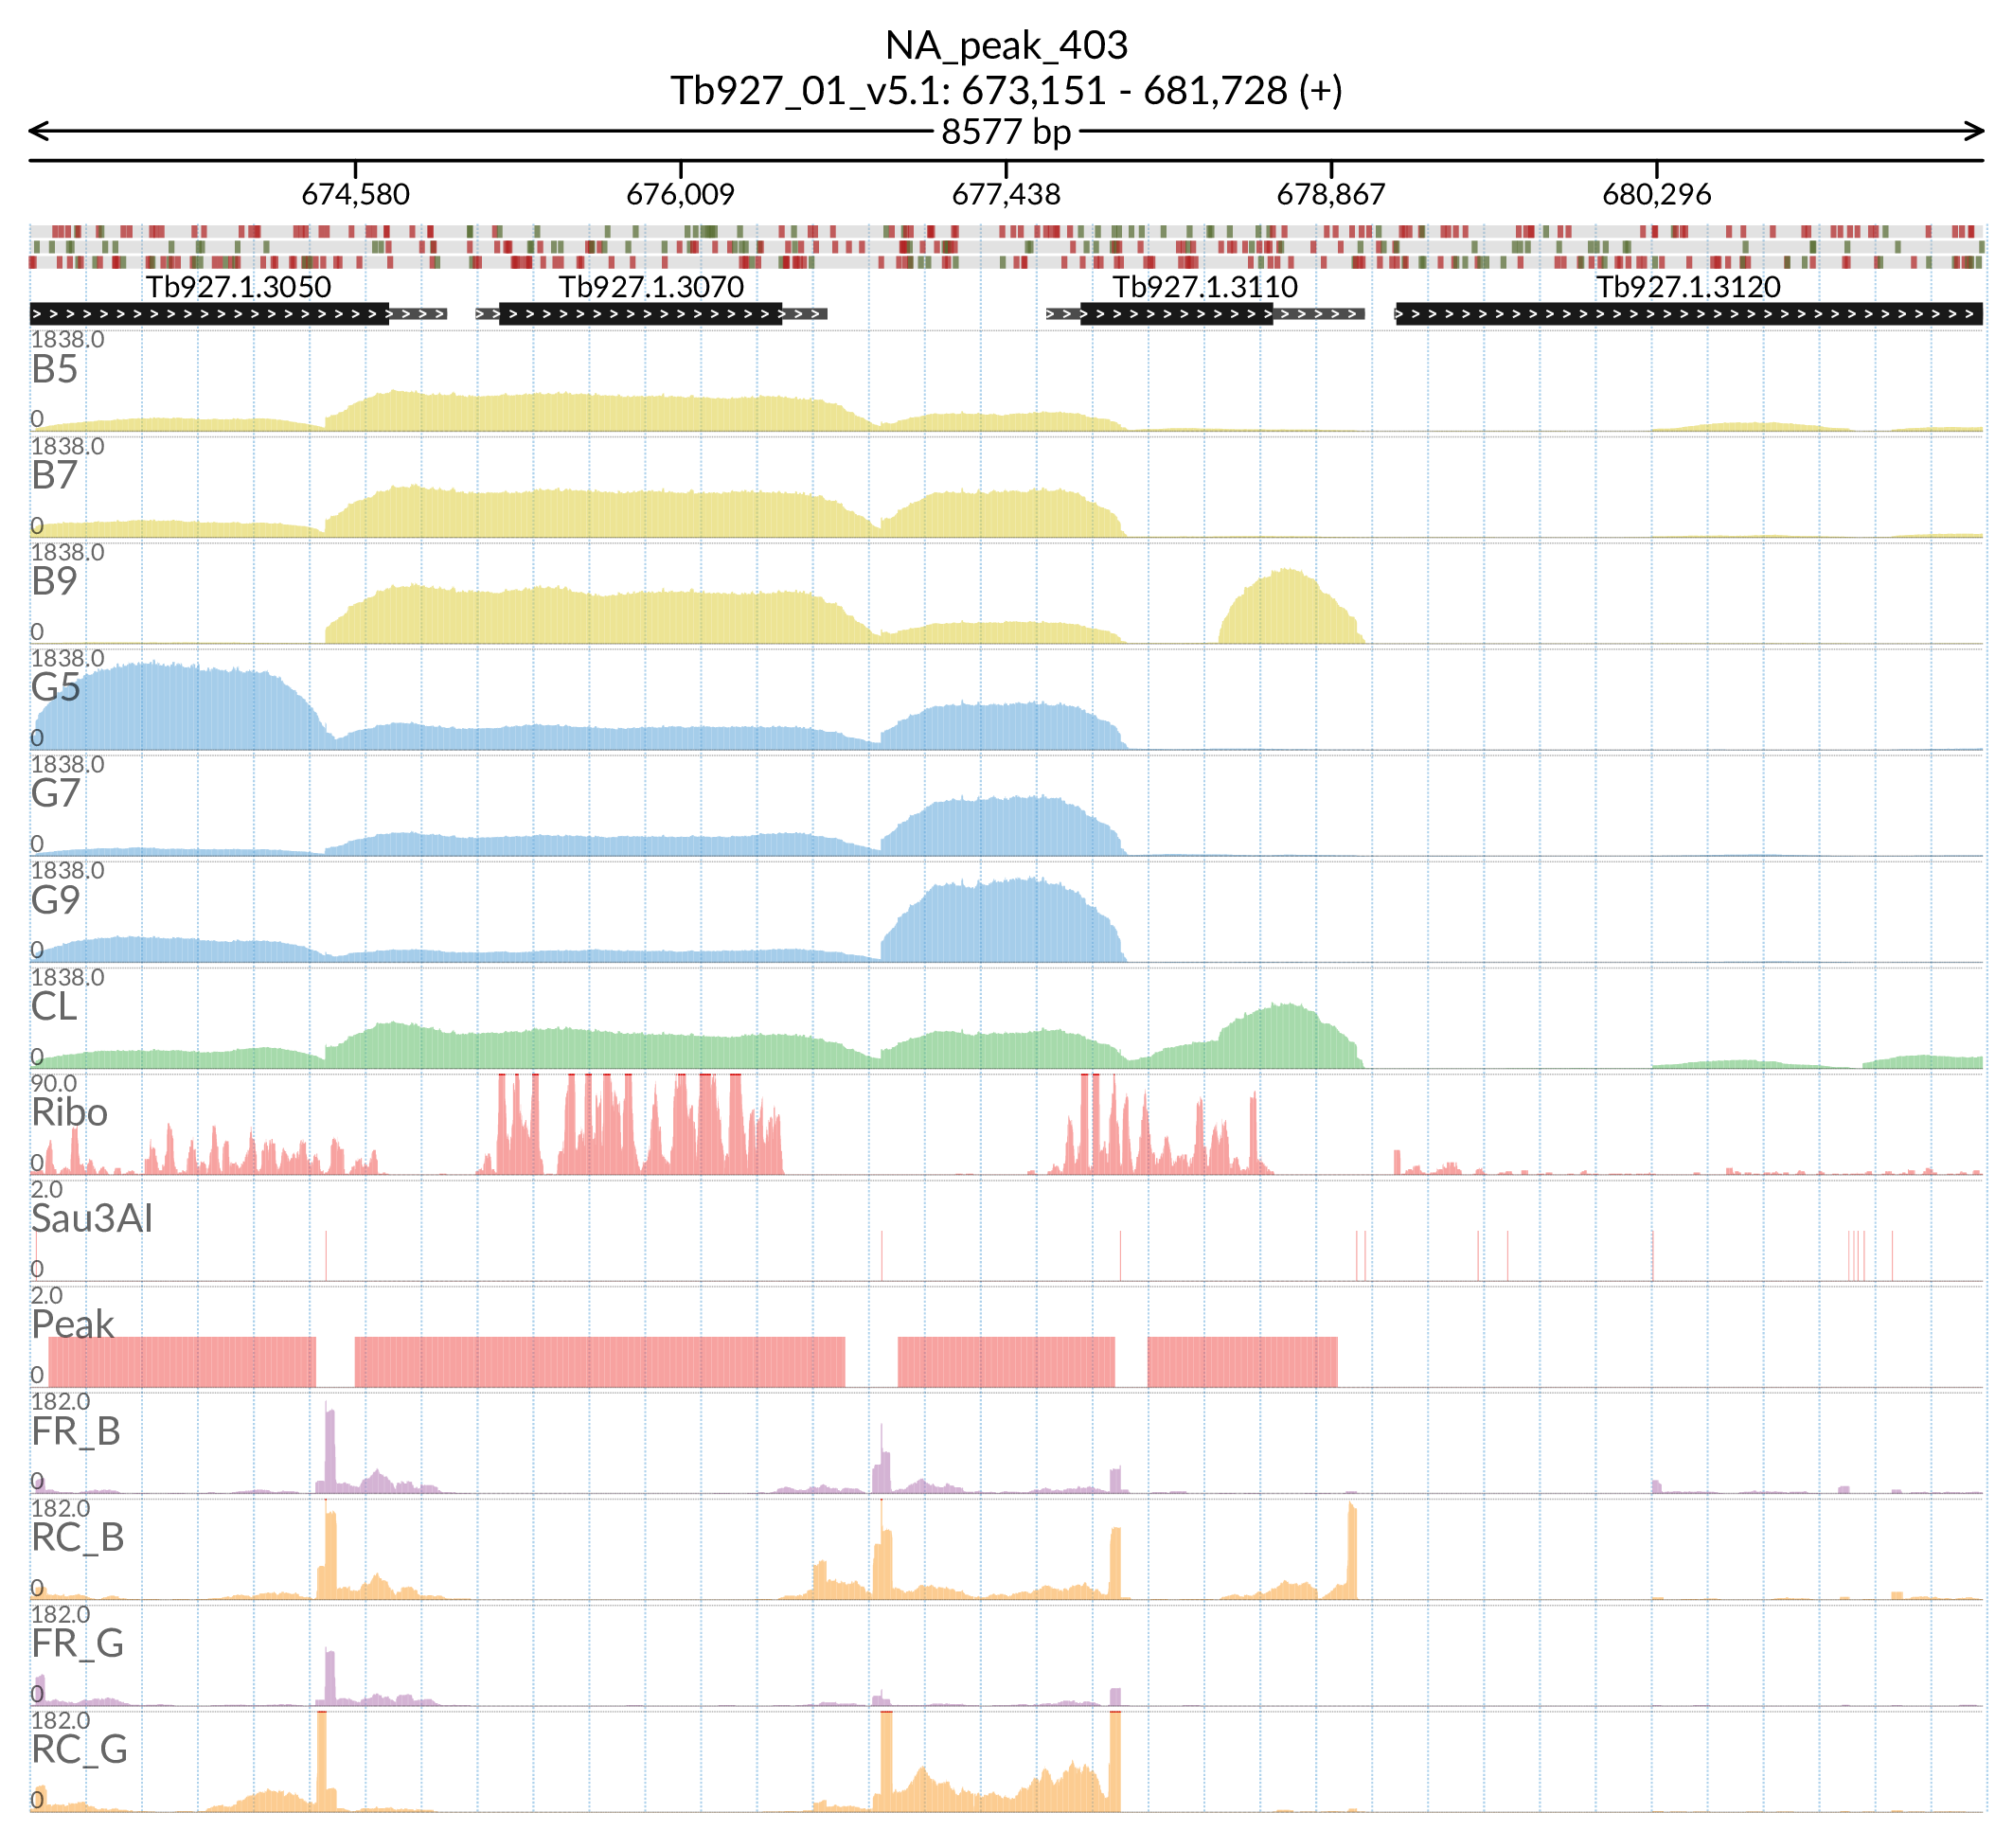 NA_peak_403
Tb927_01_v5.1: 673,151 - 681,728 (+)
8577 bp
674,580 676,009 677,438 678,867 680,296
Tb927.1.3050 Tb927.1.3070 Tb927.1.3110 Tb927.1.3120
1838.0
B5
0
1838.0
B7
0
1838.0
B9
0
1838.0
G5
0
1838.0
G7
0
1838.0
G9
0
1838.0
CL
0
90.0
Ribo
0
2.0
Sau3AI
0
2.0
Peak
0
182.0
FR_B
0
182.0
RC_B
0
182.0
FR_G
0
182.0
RC_G
0